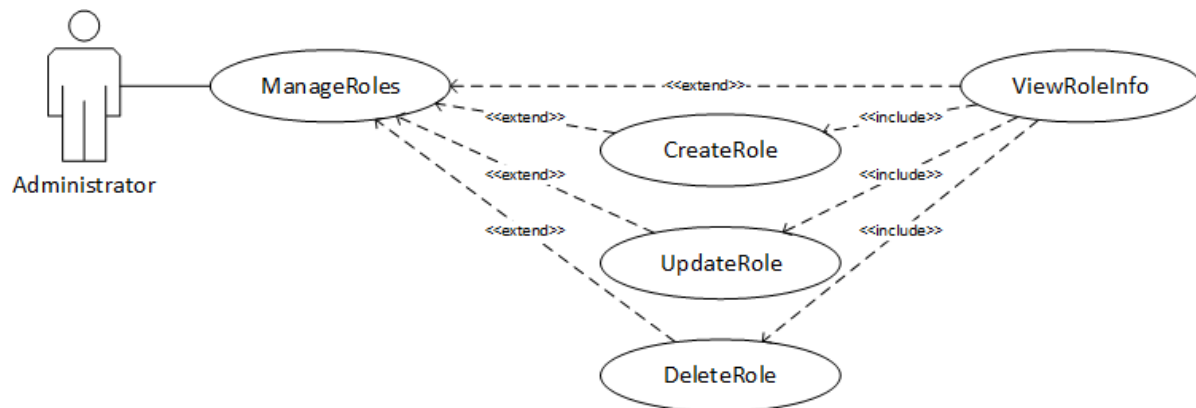 ManageRoles
<<extend>>
ViewRoleInfo
<<extend>>
<<include>>
CreateRole
Administrator
<<extend>>
<<include>>
<<extend>>
<<include>>
UpdateRole
DeleteRole